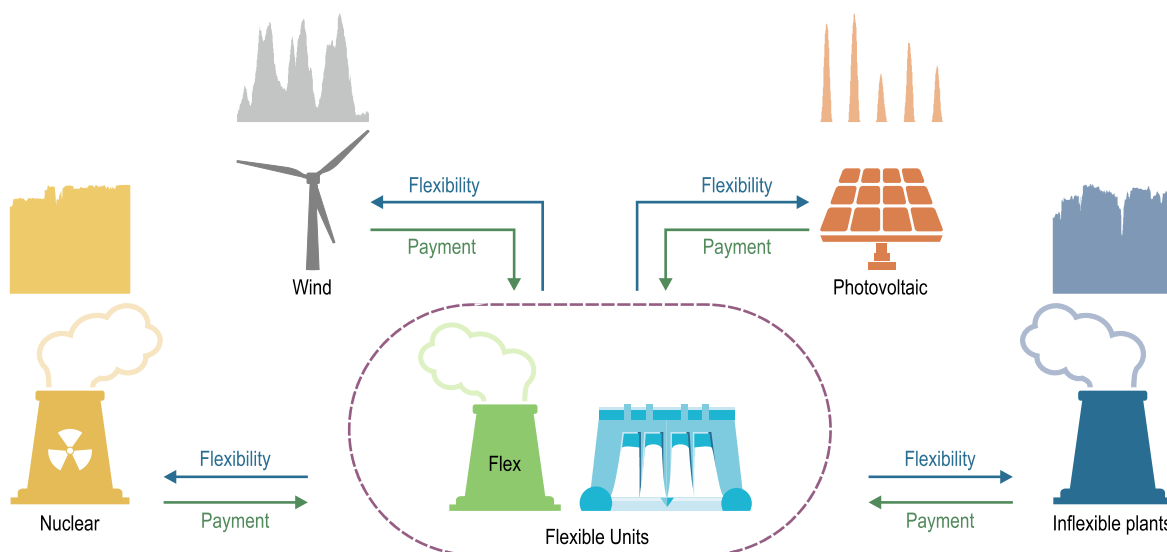 Flexibility
Payment
Wind
Flexibility
Payment
Photovoltaic
Flexibility
Payment
Nuclear
Flex
Flexible Units
Flexibility
Payment
Inflexible plants